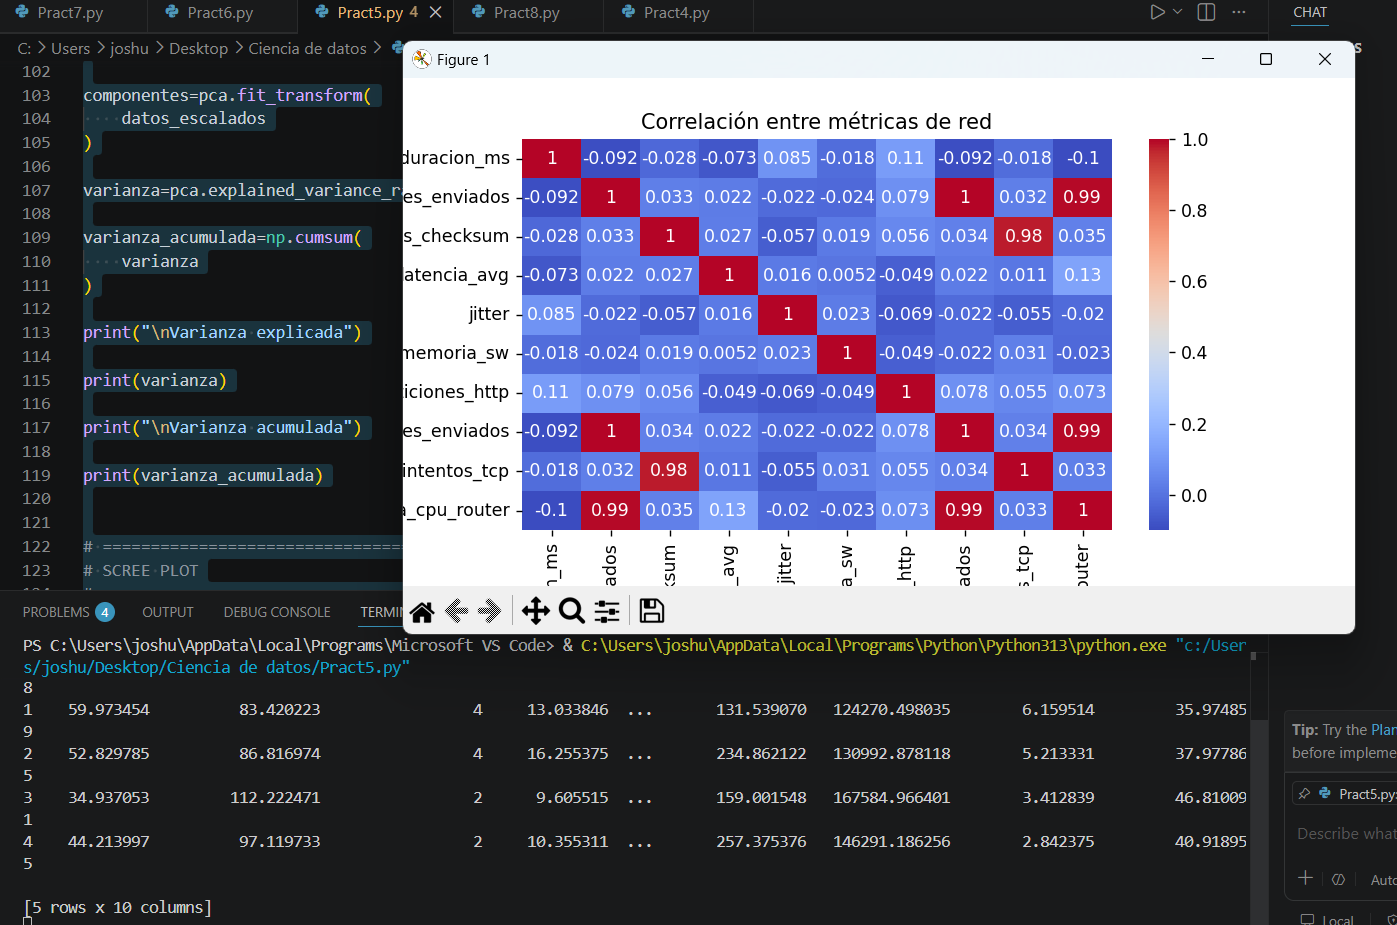 Pract7.py
Pract6.py
Pract5.py 4
Pract8.py
Pract4.py
CHAT
C: > Users > joshu > Desktop > Ciencia de datos >
102
103 componentes=pca.fit_transform(
104 ····datos_escalados
105 )
106
107 varianza=pca.explained_variance_r
108
109 varianza_acumulada=np.cumsum(
110 ····varianza
111 )
112
113 print("\nVarianza explicada")
114
115 print(varianza)
116
117 print("\nVarianza acumulada")
118
119 print(varianza_acumulada)
120
121
122 # ===============================
123 # SCREE PLOT
Figure 1
Correlación entre métricas de red
duracion_ms 1 -0.092 -0.028 -0.073 0.085 -0.018 0.11 -0.092 -0.018 -0.1
es_enviados -0.092 1 0.033 0.022 -0.022 -0.024 0.079 1 0.032 0.99
s_checksum -0.028 0.033 1 0.027 -0.057 0.019 0.056 0.034 0.98 0.035
latencia_avg -0.073 0.022 0.027 1 0.016 0.0052 -0.049 0.022 0.011 0.13
jitter 0.085 -0.022 -0.057 0.016 1 0.023 -0.069 -0.022 -0.055 -0.02
memoria_sw -0.018 -0.024 0.019 0.0052 0.023 1 -0.049 -0.022 0.031 -0.023
iciones_http 0.11 0.079 0.056 -0.049 -0.069 -0.049 1 0.078 0.055 0.073
es_enviados -0.092 1 0.034 0.022 -0.022 -0.022 0.078 1 0.034 0.99
intentos_tcp -0.018 0.032 0.98 0.011 -0.055 0.031 0.055 0.034 1 0.033
a_cpu_router -0.1 0.99 0.035 0.13 -0.02 -0.023 0.073 0.99 0.033 1
n_ms ados ksum _avg jitter a_sw _http ados s_tcp outer
1.0
0.8
0.6
0.4
0.2
0.0
PROBLEMS 4
OUTPUT
DEBUG CONSOLE
TERMIN
PS C:\Users\joshu\AppData\Local\Programs\Microsoft VS Code> & C:\Users\joshu\AppData\Local\Programs\Python\Python313\python.exe "c:/User
s/joshu/Desktop/Ciencia de datos/Pract5.py"
8
1 59.973454 83.420223 4 13.033846 ... 131.539070 124270.498035 6.159514 35.97485
9
2 52.829785 86.816974 4 16.255375 ... 234.862122 130992.878118 5.213331 37.97786
5
3 34.937053 112.222471 2 9.605515 ... 159.001548 167584.966401 3.412839 46.81009
1
4 44.213997 97.119733 2 10.355311 ... 257.375376 146291.186256 2.842375 40.91895
5
[5 rows x 10 columns]
Tip: Try the Plan
before impleme
Pract5.py:
Describe what
Auto
Local